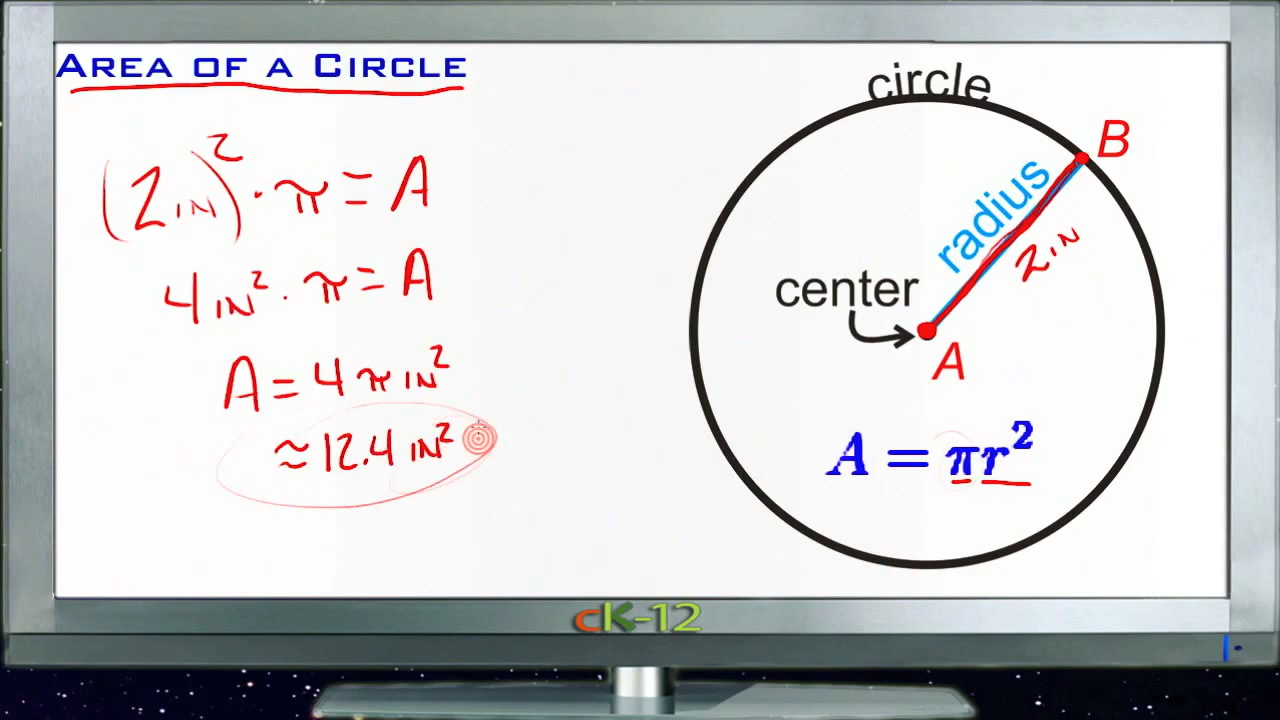 AREA OF A CIRCLE
(2 IN)² · π = A
4 IN² · π = A
A = 4 π IN²
≈ 12.4 IN²
circle
B
radius
2 IN
center
A
A = πr²
cK-12